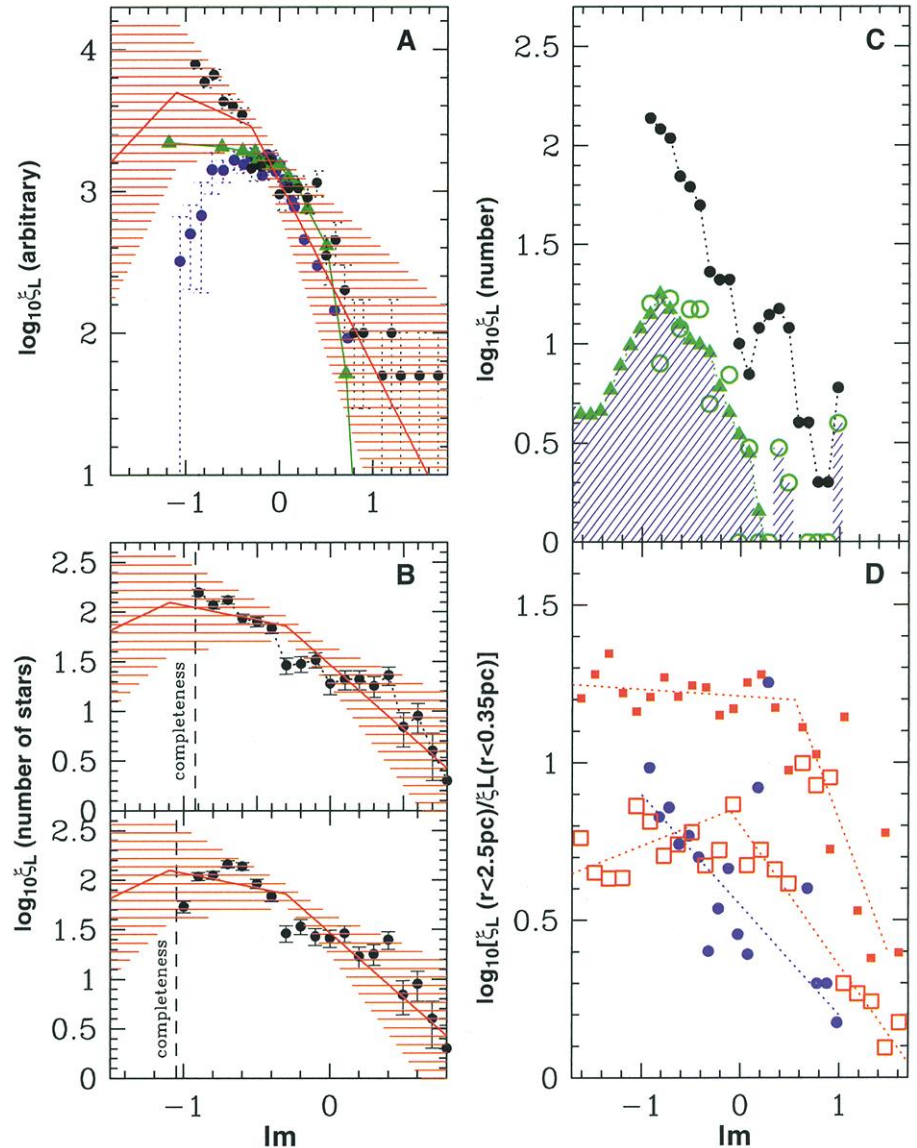 A
4
3
2
1
log₁₀ξL (arbitrary)
−1
0
1
C
2.5
2
1.5
1
0.5
0
log₁₀ξL (number)
B
2.5
2
1.5
1
0.5
0
completeness
2.5
2
1.5
1
0.5
0
completeness
log₁₀ξL (number of stars)
−1
0
lm
D
1.5
1
0.5
0
log₁₀[ξL (r<2.5pc)/ξL(r<0.35pc)]
−1
0
1
lm